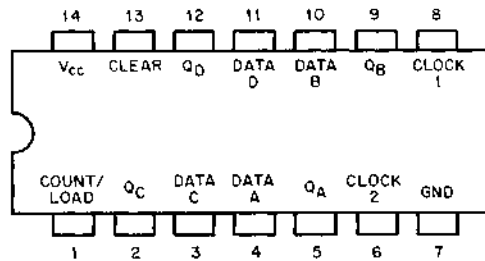 14 13 12 11 10 9 8
VCC CLEAR QD DATA D DATA B QB CLOCK 1
COUNT/LOAD QC DATA C DATA A QA CLOCK 2 GND
1 2 3 4 5 6 7